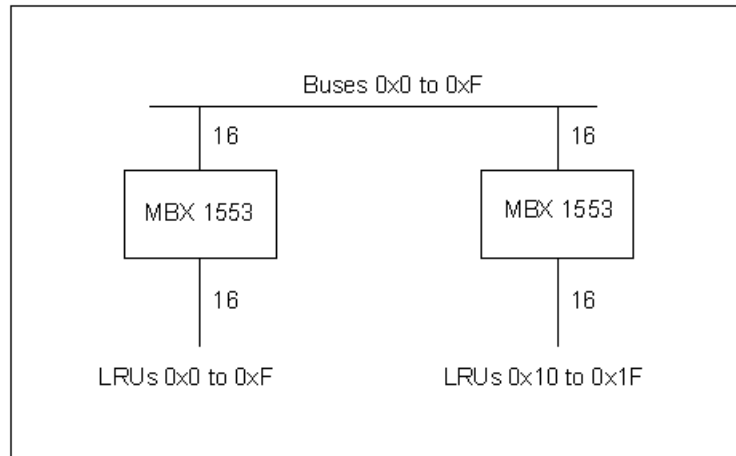 Buses 0x0 to 0xF
16 16
MBX 1553 MBX 1553
16 16
LRUs 0x0 to 0xF LRUs 0x10 to 0x1F